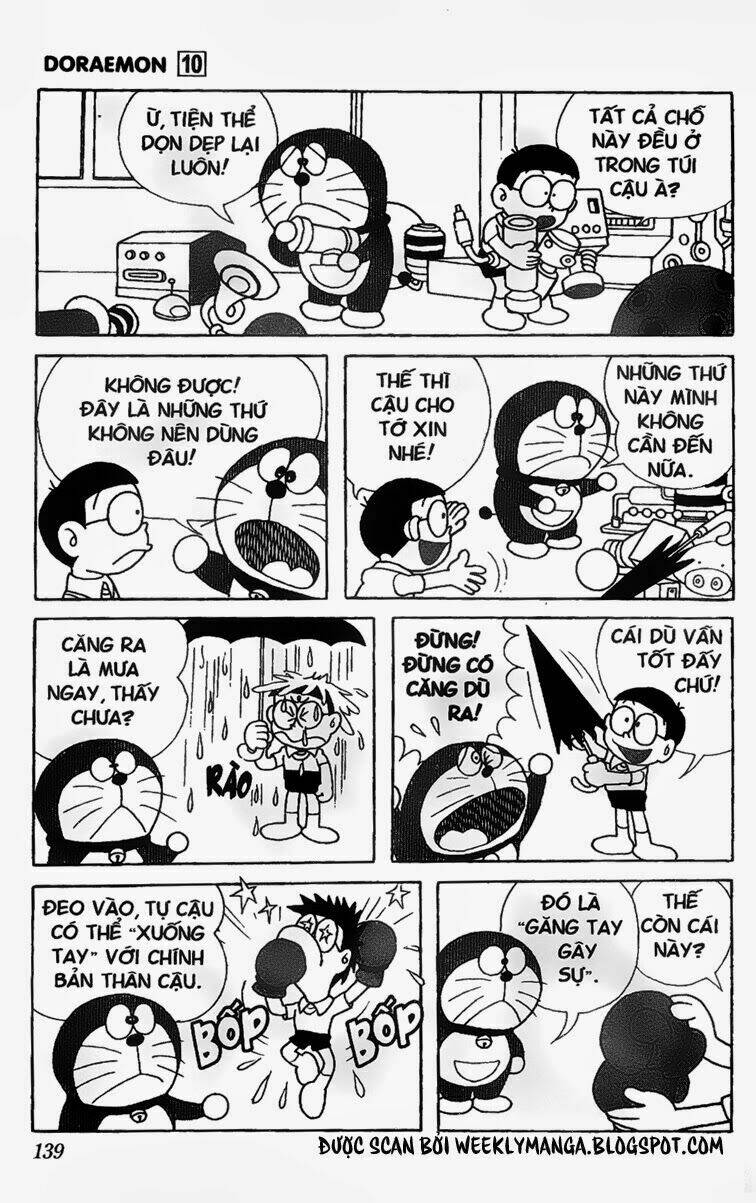 DORAEMON 10
TẤT CẢ CHỖ
NÀY ĐỀU Ở
TRONG TÚI
CẬU À?
Ừ, TIỆN THỂ
DỌN DẸP LẠI
LUÔN!
NHỮNG THỨ
NÀY MÌNH
KHÔNG
CẦN ĐẾN
NỮA.
THẾ THÌ
CẬU CHO
TỚ XIN
NHÉ!
KHÔNG ĐƯỢC!
ĐÂY LÀ NHỮNG THỨ
KHÔNG NÊN DÙNG
ĐÂU!
CÁI DÙ VẪN
TỐT ĐẤY
CHỨ!
ĐỪNG!
ĐỪNG CÓ
CĂNG DÙ
RA!
CĂNG RA
LÀ MƯA
NGAY, THẤY
CHƯA?
RÀO
THẾ
CÒN CÁI
NÀY?
ĐÓ LÀ
"GĂNG TAY
GÂY
SỰ".
ĐEO VÀO, TỰ CẬU
CÓ THỂ "XUỐNG
TAY" VỚI CHÍNH
BẢN THÂN CẬU.
BỐP
BỐP
139
ĐƯỢC SCAN BỞI WEEKLYMANGA.BLOGSPOT.COM